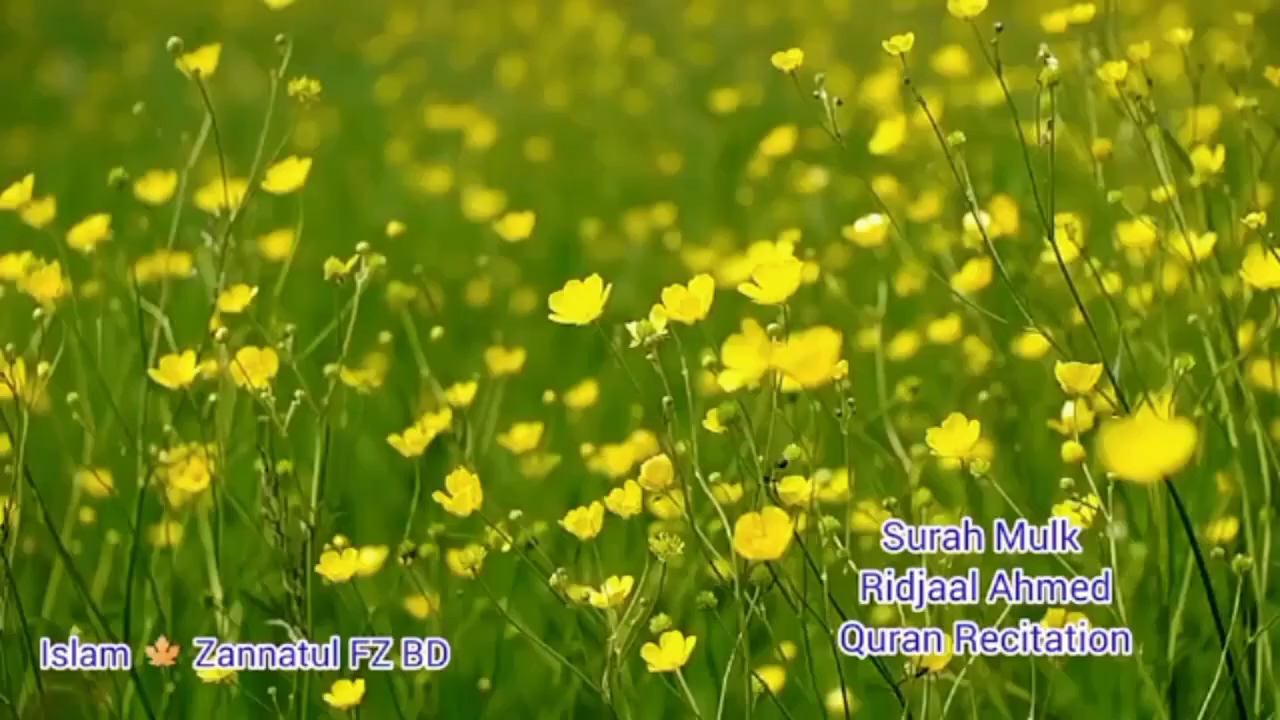 Surah Mulk
Ridjaal Ahmed
Quran Recitation
Islam 🍁 Zannatul FZ BD